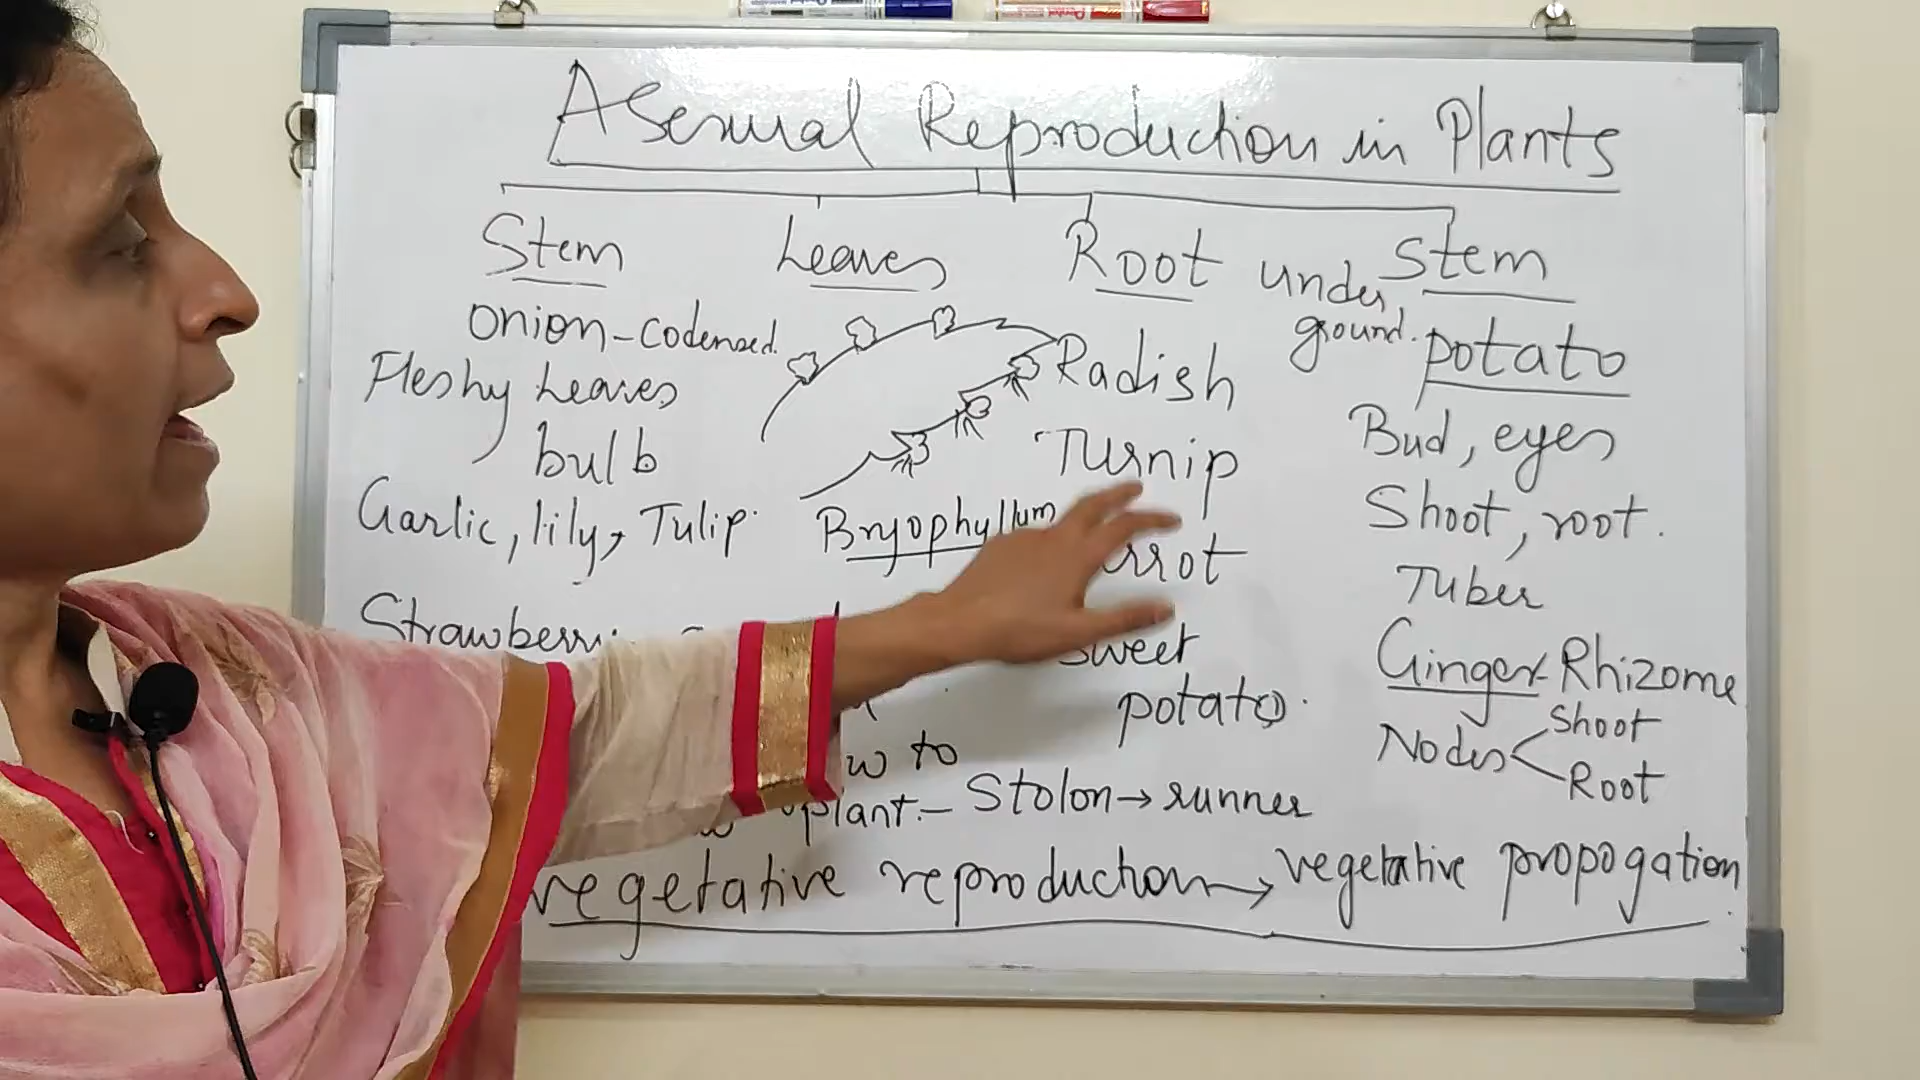 Asexual Reproduction in Plants
Stem
Onion - Codensed
Fleshy Leaves
bulb
Garlic, lily, Tulip
Strawberri
Leaves
Bryophyllum
to
plant. - Stolon → runner
Root
Radish
Turnip
rrot
Sweet
potato
under
ground.
Stem
potato
Bud, eyes
Shoot, root.
Tuber
Ginger - Rhizome
Nodes < Shoot
Root
vegetative reproduction → vegetative propogation